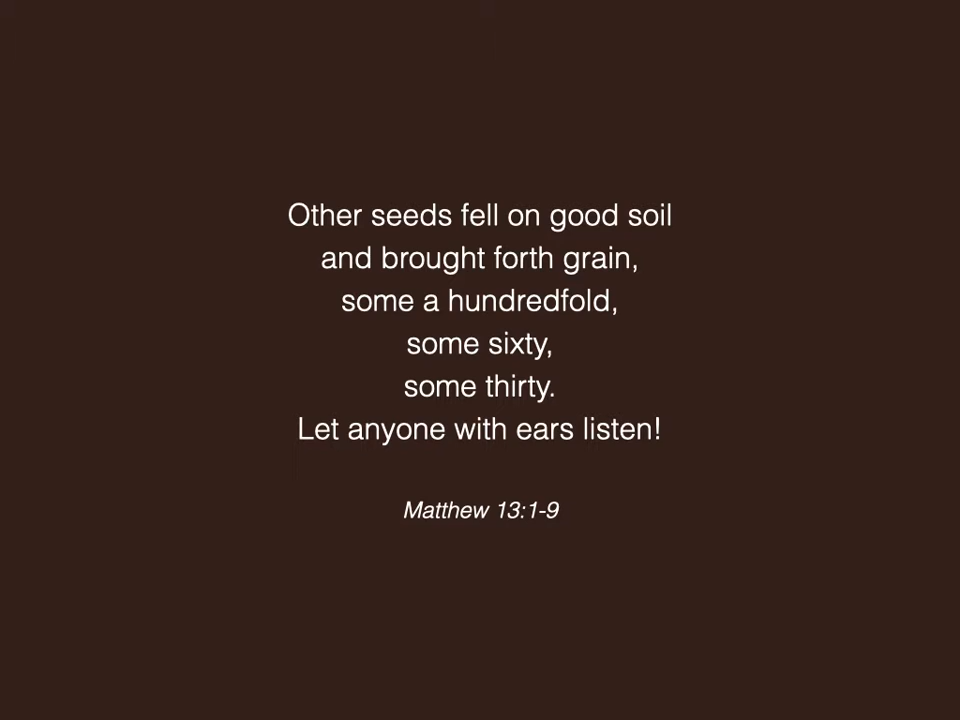 Other seeds fell on good soil
and brought forth grain,
some a hundredfold,
some sixty,
some thirty.
Let anyone with ears listen!
Matthew 13:1-9